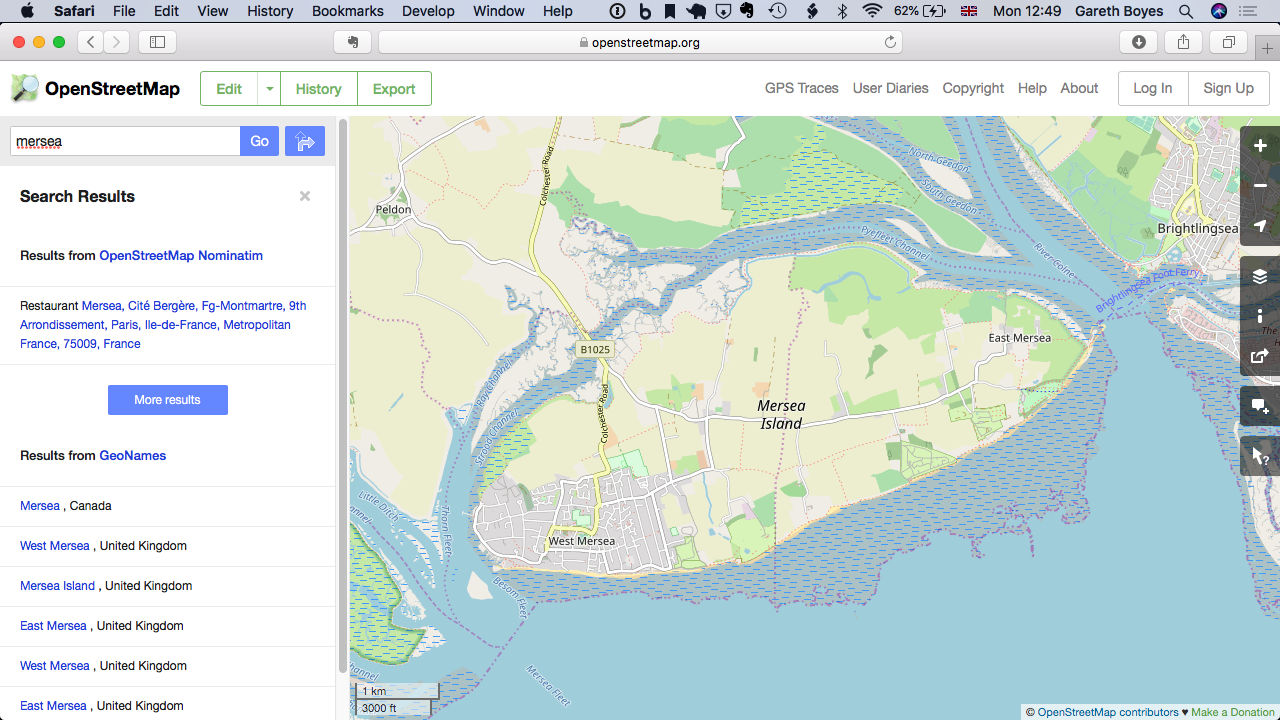 Safari File Edit View History Bookmarks Develop Window Help 62% Mon 12:49 Gareth Boyes
openstreetmap.org
OpenStreetMap Edit History Export GPS Traces User Diaries Copyright Help About Log In Sign Up
mersea Go
Search Results
Results from OpenStreetMap Nominatim
Restaurant Mersea, Cité Bergère, Fg-Montmartre, 9th
Arrondissement, Paris, Ile-de-France, Metropolitan
France, 75009, France
More results
Results from GeoNames
Mersea , Canada
West Mersea , United Kingdom
Mersea Island , United Kingdom
East Mersea , United Kingdom
West Mersea , United Kingdom
East Mersea , United Kingdom
Colchester Road
North Geedon
South Geedon
Peldon
Pyefleet Channel
River Colne
Brightlingsea
Brightlingsea Foot Ferry
East Mersea
B1025
Strood Channel
Colchester Road
Mersea
Island
Thorn Fleet
West Mersea
Besom Fleet
Mersea Fleet
1 km
3000 ft
© OpenStreetMap contributors ♥ Make a Donation